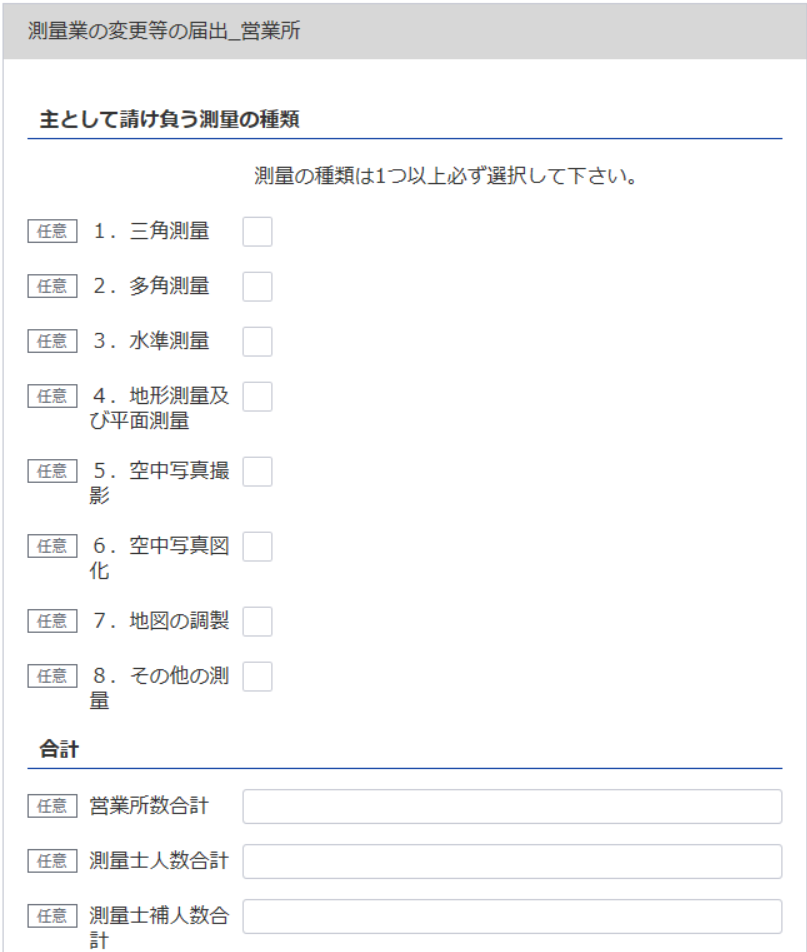 測量業の変更等の届出_営業所
主として請け負う測量の種類
測量の種類は1つ以上必ず選択して下さい。
任意 1．三角測量
任意 2．多角測量
任意 3．水準測量
任意 4．地形測量及
び平面測量
任意 5．空中写真撮
影
任意 6．空中写真図
化
任意 7．地図の調製
任意 8．その他の測
量
合計
任意 営業所数合計
任意 測量士人数合計
任意 測量士補人数合
計